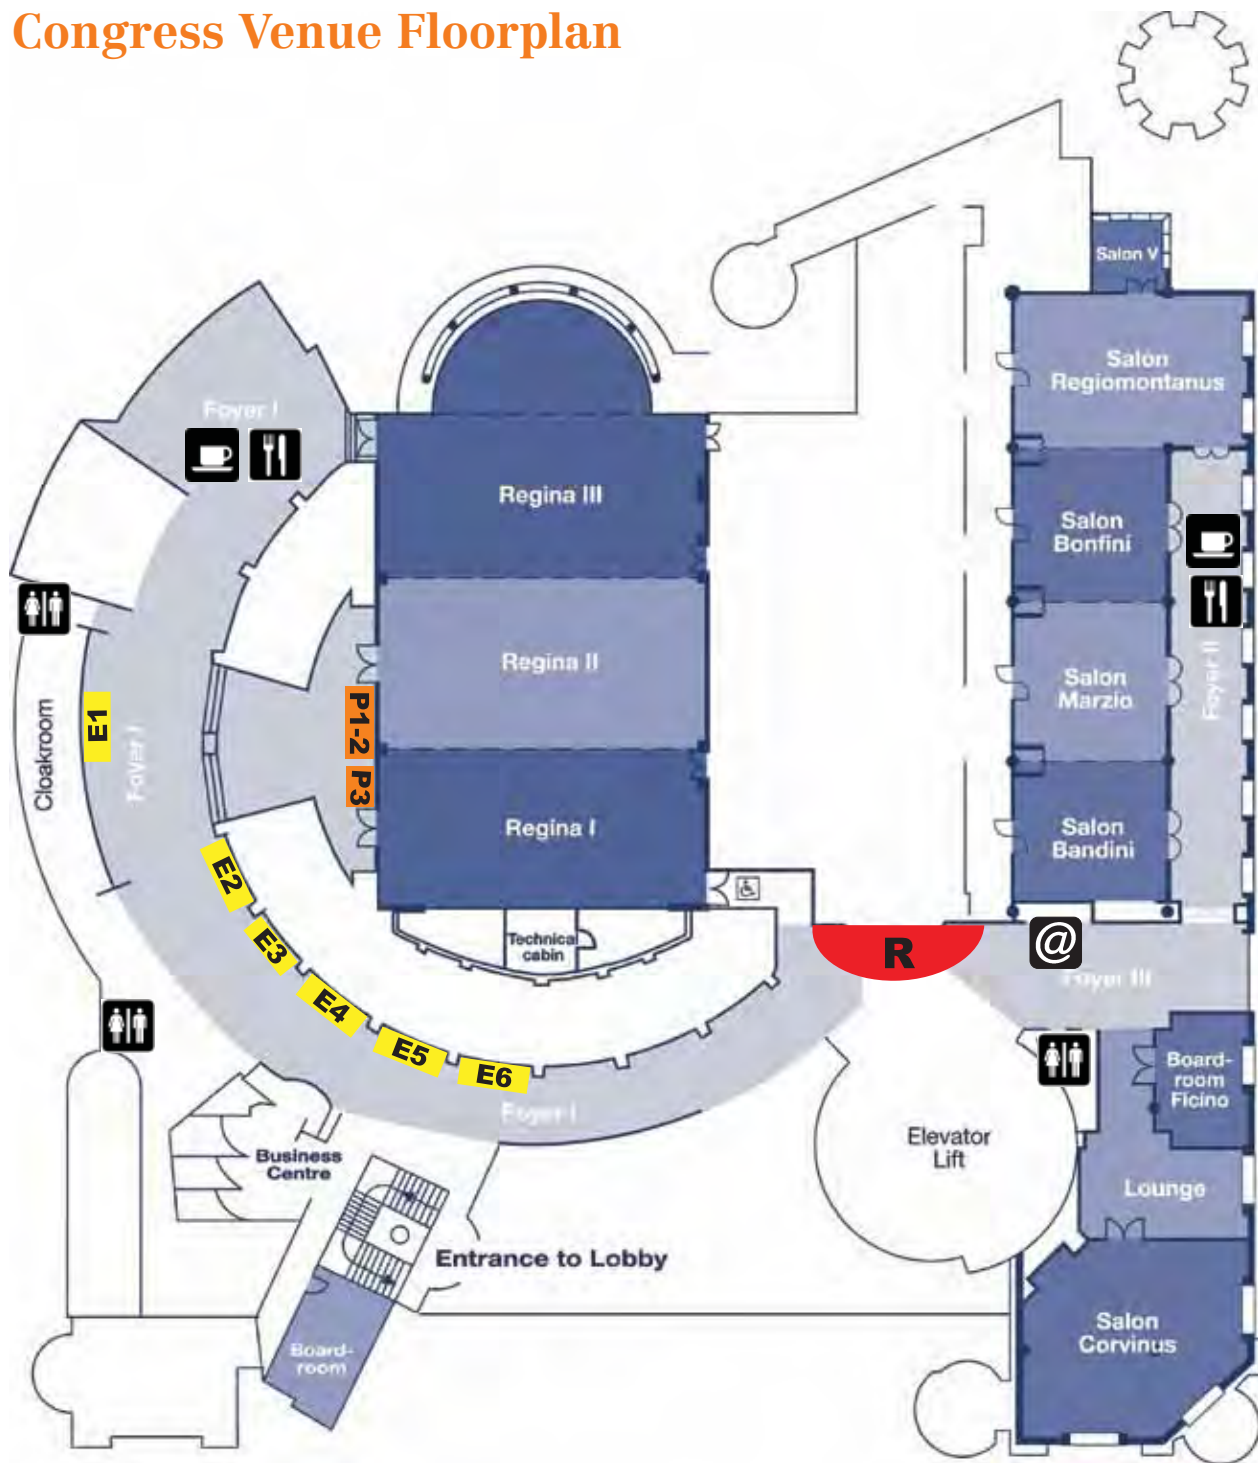 Congress Venue Floorplan
Salon V
Salon
Regiomontanus
Foyer I
Regina III
Salon
Bonfini
Regina II
Salon
Marzio
Foyer II
Cloakroom
E1
Foyer I
P1-2
P3
Regina I
Salon
Bandini
E2
E3
E4
E5
E6
Technica
cabin
R
@
Foyer III
Foyer I
Board-
room
Ficino
Elevator
Lift
Business
Centre
Lounge
Entrance to Lobby
Salon
Corvinus
Board-
room